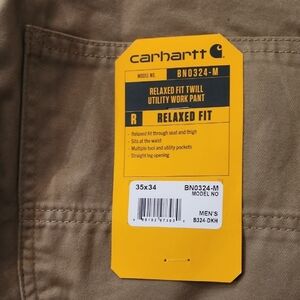 carhartt
MODEL NO. BN0324-M
RELAXED FIT TWILL
UTILITY WORK PANT
R RELAXED FIT
- Relaxed fit through seat and thigh
- Sits at the waist
- Multiple tool and utility pockets
- Straight leg opening
35x34 BN0324-M
MODEL NO
MEN'S
B324-DKH